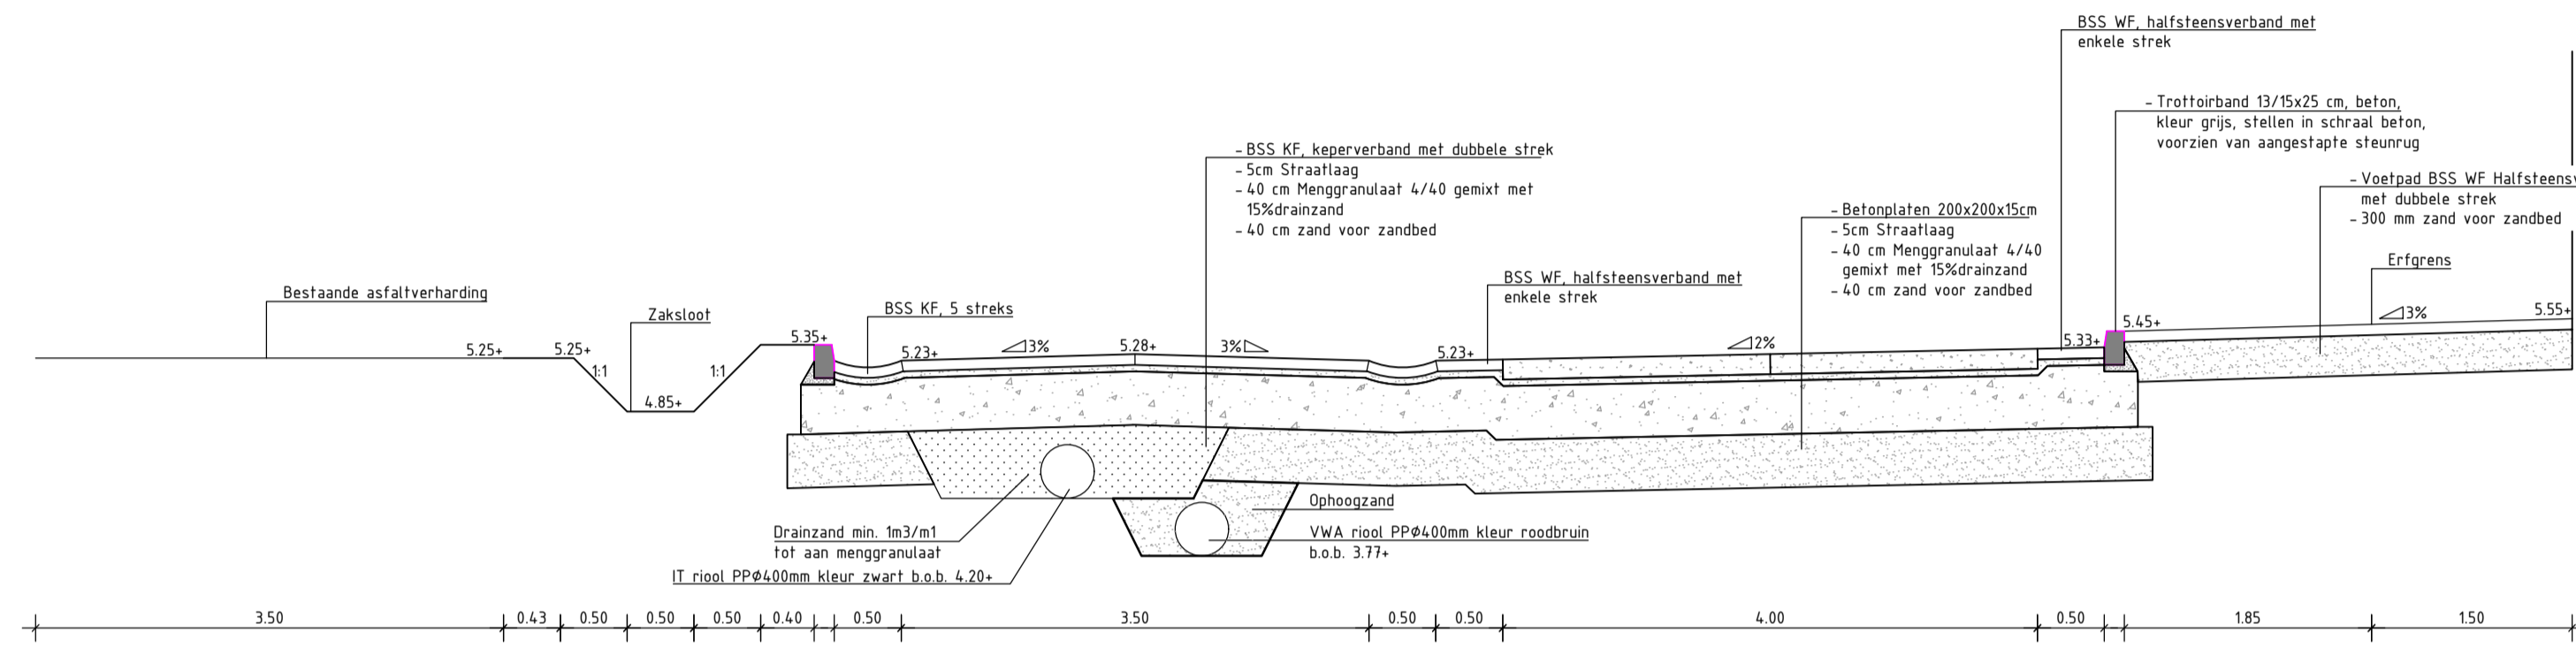 BSS WF, halfsteensverband met
enkele strek
- Trottoirband 13/15x25 cm, beton,
kleur grijs, stellen in schraal beton,
voorzien van aangestapte steunrug
- BSS KF, keperverband met dubbele strek
- 5cm Straatlaag
- 40 cm Menggranulaat 4/40 gemixt met
15%drainzand
- 40 cm zand voor zandbed
- Voetpad BSS WF Halfsteensv
met dubbele strek
- 300 mm zand voor zandbed
- Betonplaten 200x200x15cm
- 5cm Straatlaag
- 40 cm Menggranulaat 4/40
gemixt met 15%drainzand
- 40 cm zand voor zandbed
Erfgrens
BSS WF, halfsteensverband met
enkele strek
Bestaande asfaltverharding
Zaksloot
BSS KF, 5 streks
5.25+
5.25+
1:1
4.85+
1:1
5.35+
5.23+
3%
5.28+
3%
5.23+
2%
5.33+
5.45+
3%
5.55+
Ophoogzand
Drainzand min. 1m3/m1
tot aan menggranulaat
VWA riool PPØ400mm kleur roodbruin
b.o.b. 3.77+
IT riool PPØ400mm kleur zwart b.o.b. 4.20+
3.50 0.43 0.50 0.50 0.50 0.40 0.50 3.50 0.50 0.50 4.00 0.50 1.85 1.50